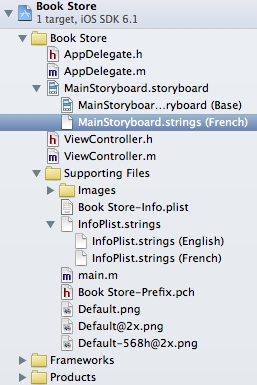 Book Store
1 target, iOS SDK 6.1
Book Store
AppDelegate.h
AppDelegate.m
MainStoryboard.storyboard
MainStoryboar...ryboard (Base)
MainStoryboard.strings (French)
ViewController.h
ViewController.m
Supporting Files
Images
Book Store-Info.plist
InfoPlist.strings
InfoPlist.strings (English)
InfoPlist.strings (French)
main.m
Book Store-Prefix.pch
Default.png
Default@2x.png
Default-568h@2x.png
Frameworks
Products